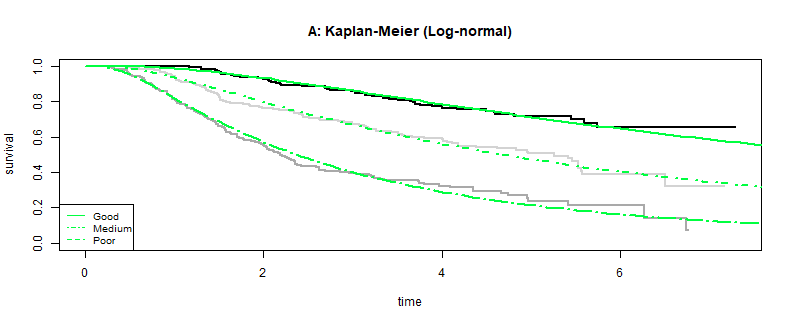 A: Kaplan-Meier (Log-normal)
survival
1.0
0.8
0.6
0.4
0.2
0.0
Good
Medium
Poor
0 2 4 6
time